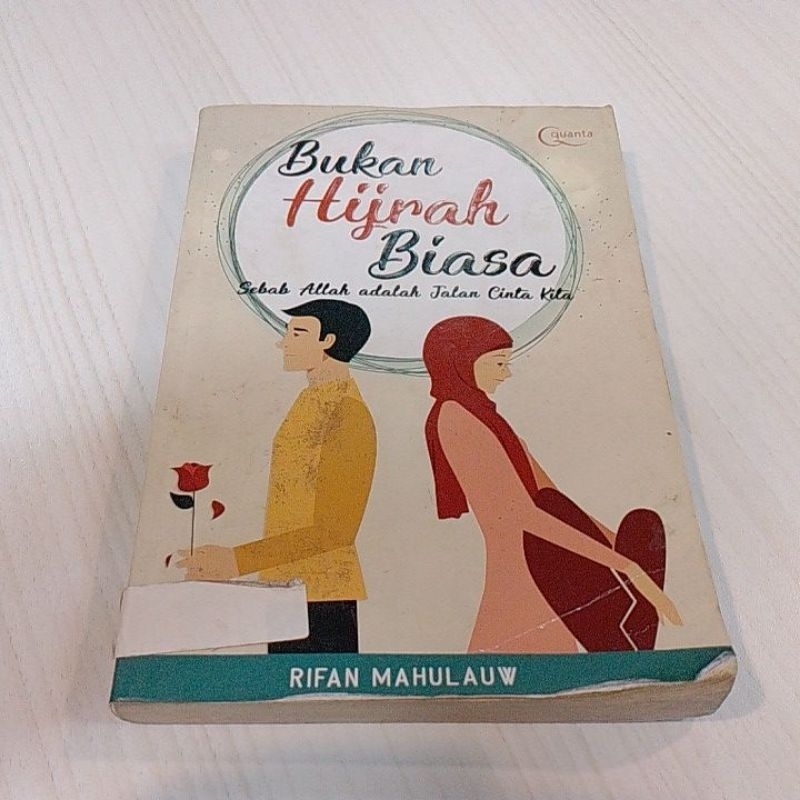 quanta
Bukan
Hijrah
Biasa
Sebab Allah adalah Jalan Cinta Kita
RIFAN MAHULAUW